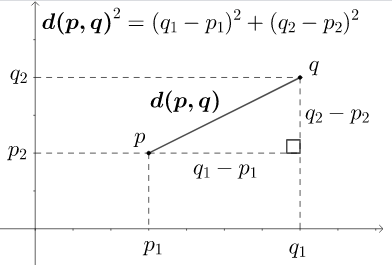 d(p, q)² = (q₁ − p₁)² + (q₂ − p₂)²
q
q₂
d(p, q)
q₂ − p₂
p
p₂
q₁ − p₁
p₁
q₁